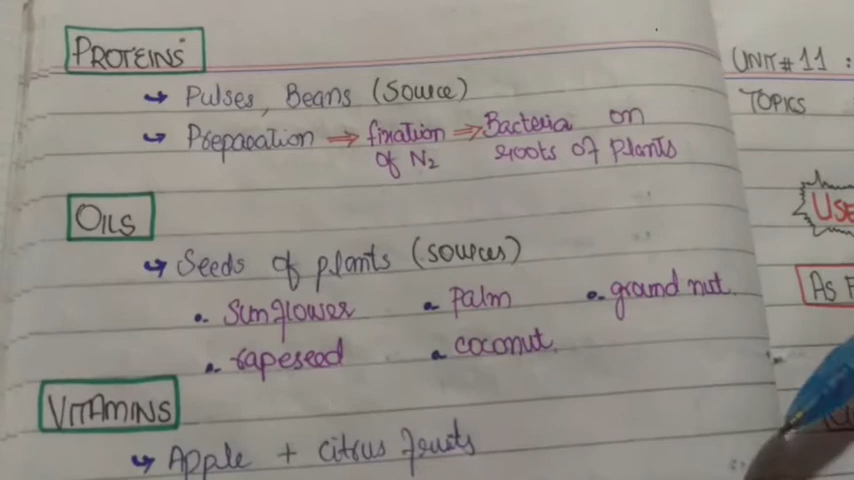 PROTEINS
→ Pulses, Beans (Source)
→ Preparation ⇒ fixation of N₂ ⇒ Bacteria on roots of plants
OILS
→ Seeds of plants (sources)
• Sunflower • palm • ground nut
• rapeseed • coconut
VITAMINS
→ Apple + citrus fruits
UNIT # 11 :
TOPICS
USE
AS F